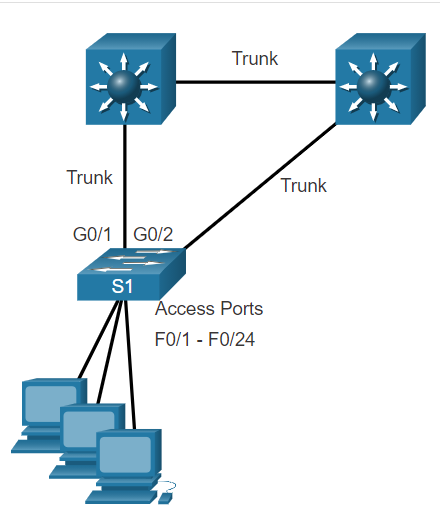 Trunk
Trunk
Trunk
G0/1
G0/2
S1
Access Ports
F0/1 - F0/24